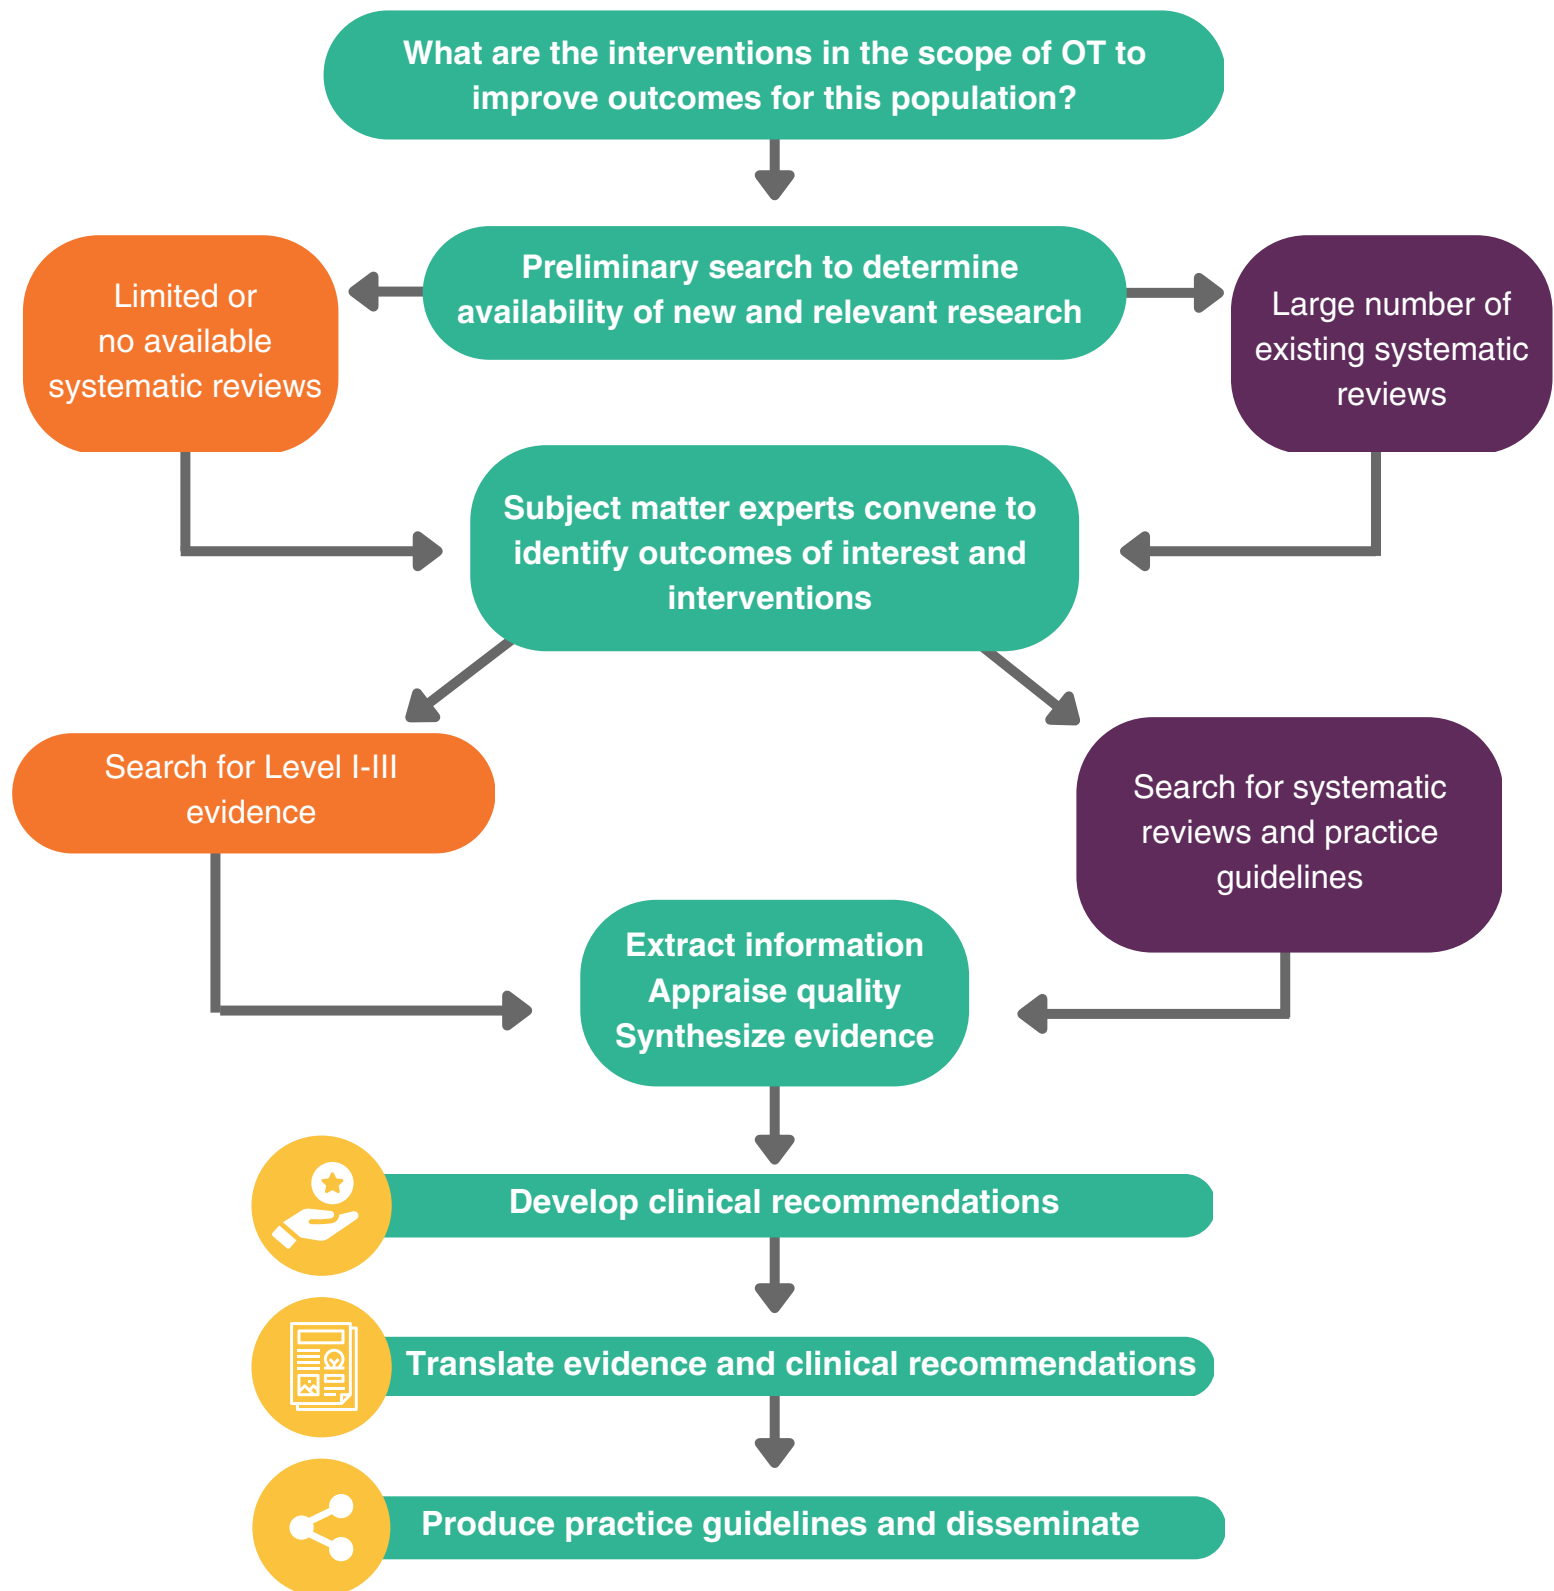 What are the interventions in the scope of OT to
improve outcomes for this population?
Preliminary search to determine
availability of new and relevant research
Limited or
no available
systematic reviews
Large number of
existing systematic
reviews
Subject matter experts convene to
identify outcomes of interest and
interventions
Search for Level I-III
evidence
Search for systematic
reviews and practice
guidelines
Extract information
Appraise quality
Synthesize evidence
Develop clinical recommendations
Translate evidence and clinical recommendations
Produce practice guidelines and disseminate